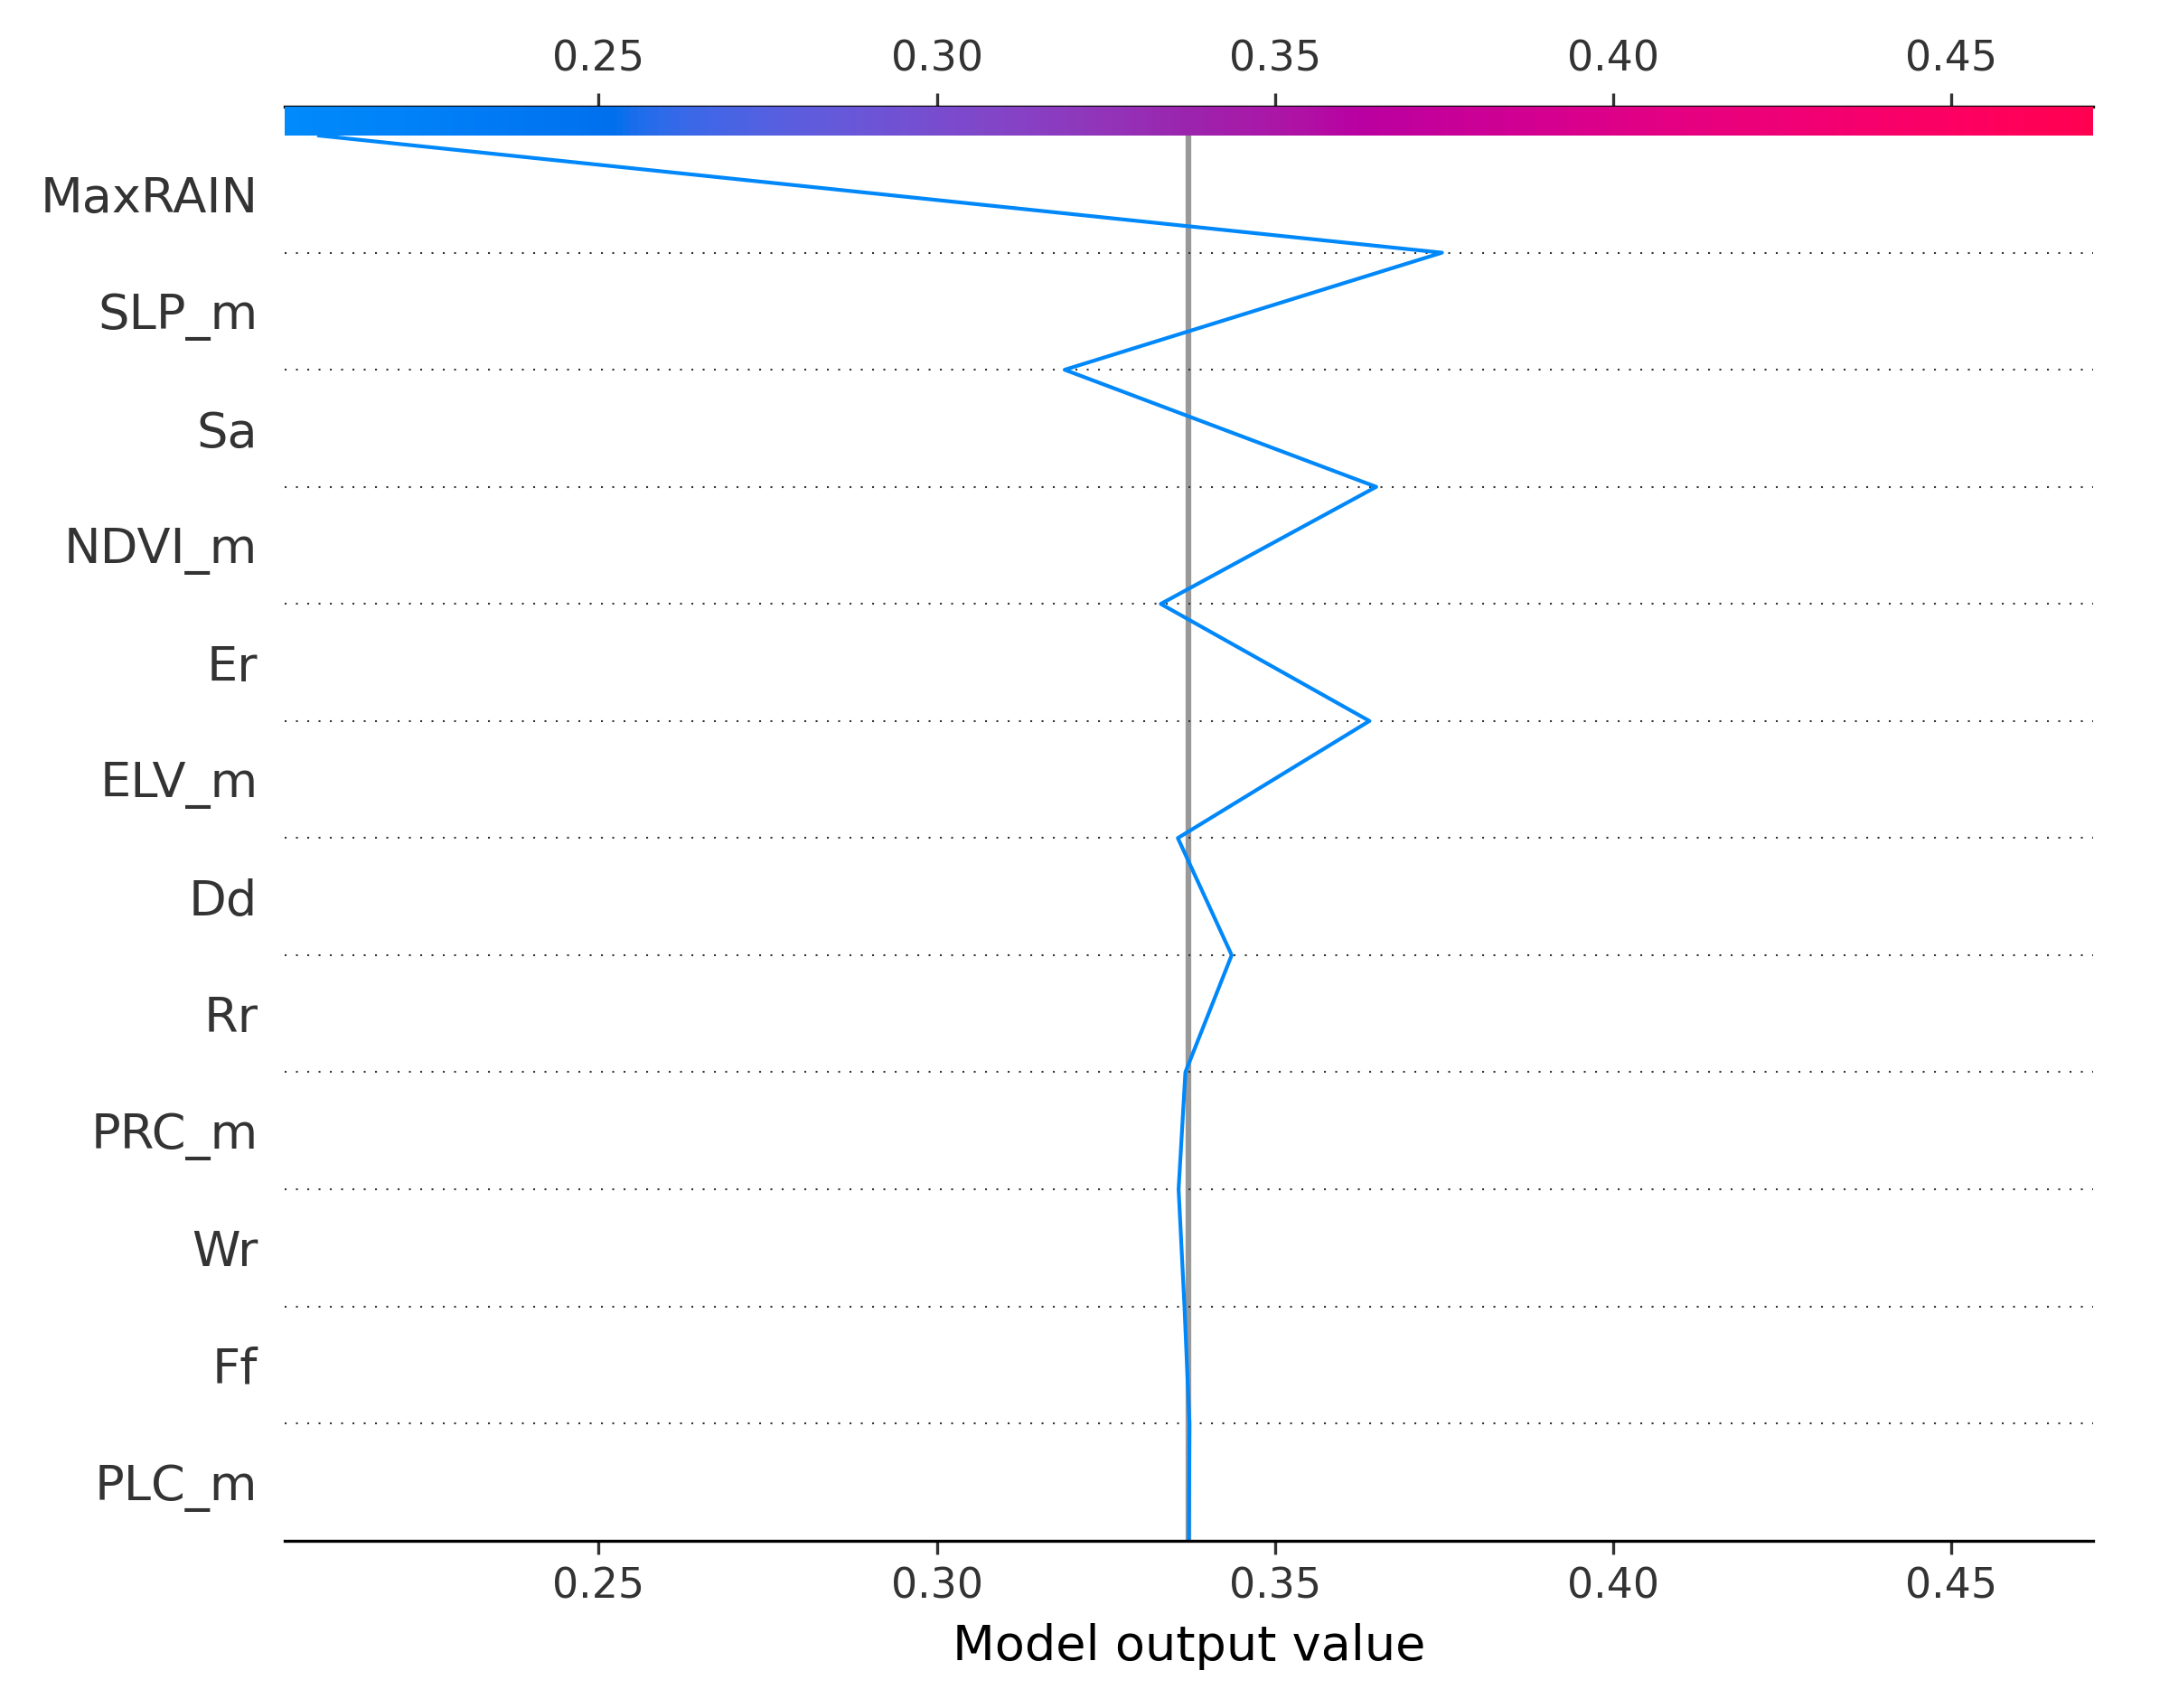 0.25 0.30 0.35 0.40 0.45
MaxRAIN
SLP_m
Sa
NDVI_m
Er
ELV_m
Dd
Rr
PRC_m
Wr
Ff
PLC_m
0.25 0.30 0.35 0.40 0.45
Model output value